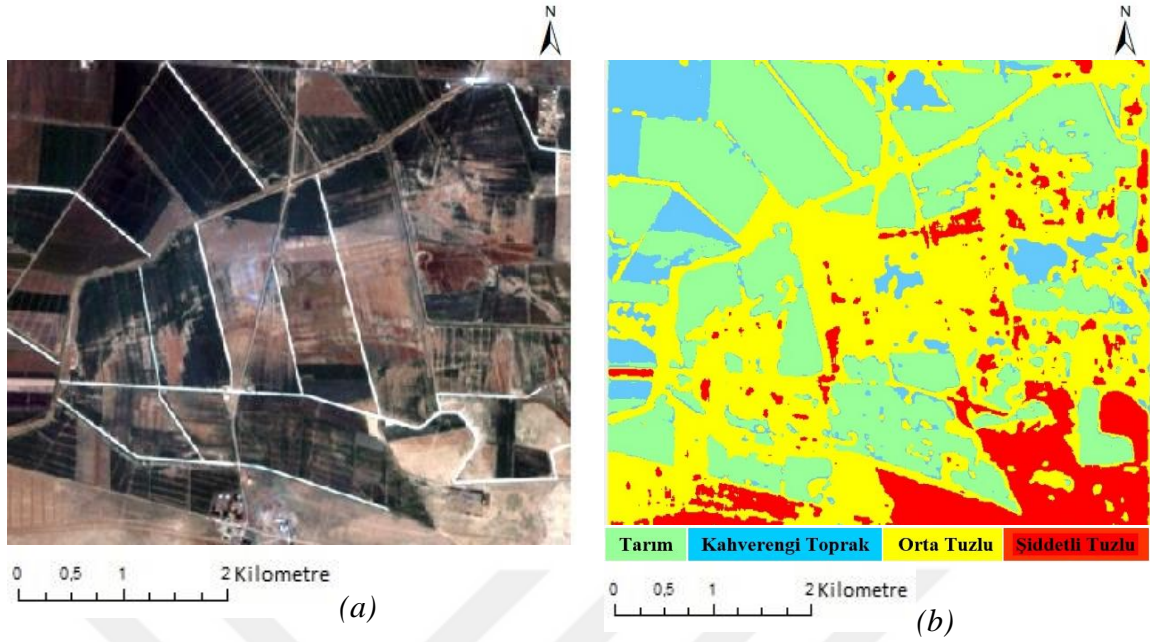 N
N
Tarım Kahverengi Toprak Orta Tuzlu Şiddetli Tuzlu
0 0,5 1 2 Kilometre
(a)
0 0,5 1 2 Kilometre
(b)